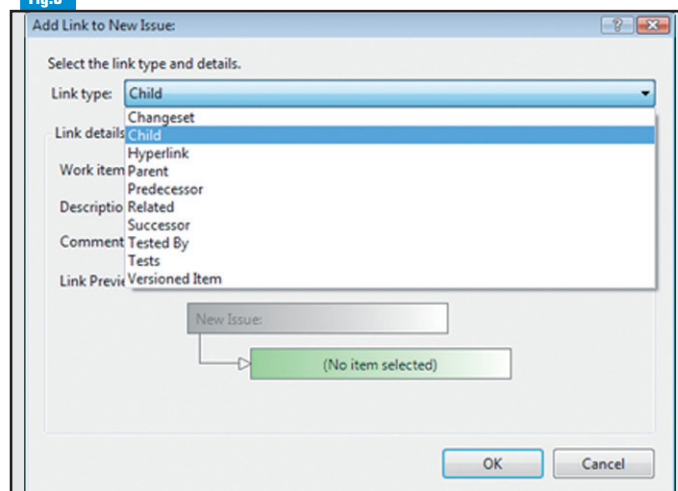 Add Link to New Issue:
Select the link type and details.
Link type: Child
Changeset
Link details Child
Hyperlink
Work item Parent
Predecessor
Related
Successor
Comment Tested By
Tests
Link Versioned Item
New Issue:
(No item selected)
OK Cancel